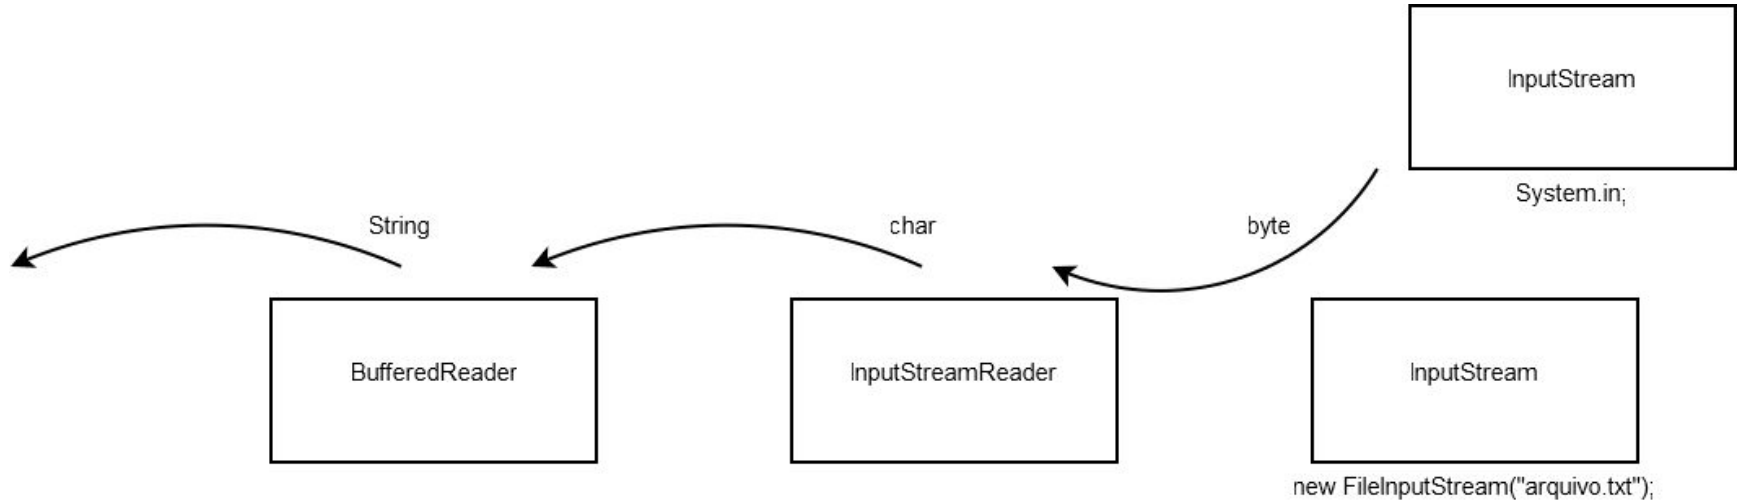 InputStream
System.in;
String
char
byte
BufferedReader
InputStreamReader
InputStream
new FileInputStream("arquivo.txt");